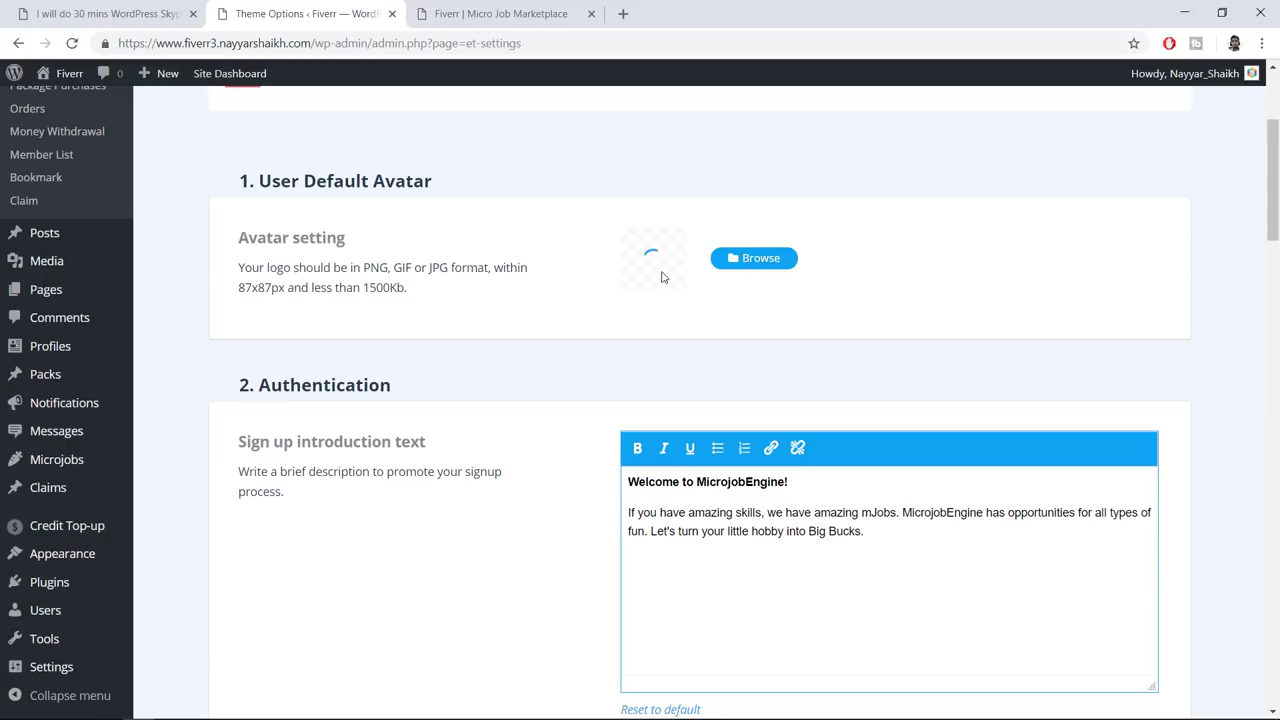 I will do 30 mins WordPress Skyp
Theme Options ‹ Fiverr — WordP
Fiverr | Micro Job Marketplace
https://www.fiverr3.nayyarshaikh.com/wp-admin/admin.php?page=et-settings
Fiverr
0
New
Site Dashboard
Howdy, Nayyar_Shaikh
Package Purchases
Orders
Money Withdrawal
Member List
Bookmark
Claim
Posts
Media
Pages
Comments
Profiles
Packs
Notifications
Messages
Microjobs
Claims
Credit Top-up
Appearance
Plugins
Users
Tools
Settings
Collapse menu
1. User Default Avatar
Avatar setting
Your logo should be in PNG, GIF or JPG format, within
87x87px and less than 1500Kb.
Browse
2. Authentication
Sign up introduction text
Write a brief description to promote your signup
process.
B I U
Welcome to MicrojobEngine!
If you have amazing skills, we have amazing mJobs. MicrojobEngine has opportunities for all types of
fun. Let's turn your little hobby into Big Bucks.
Reset to default